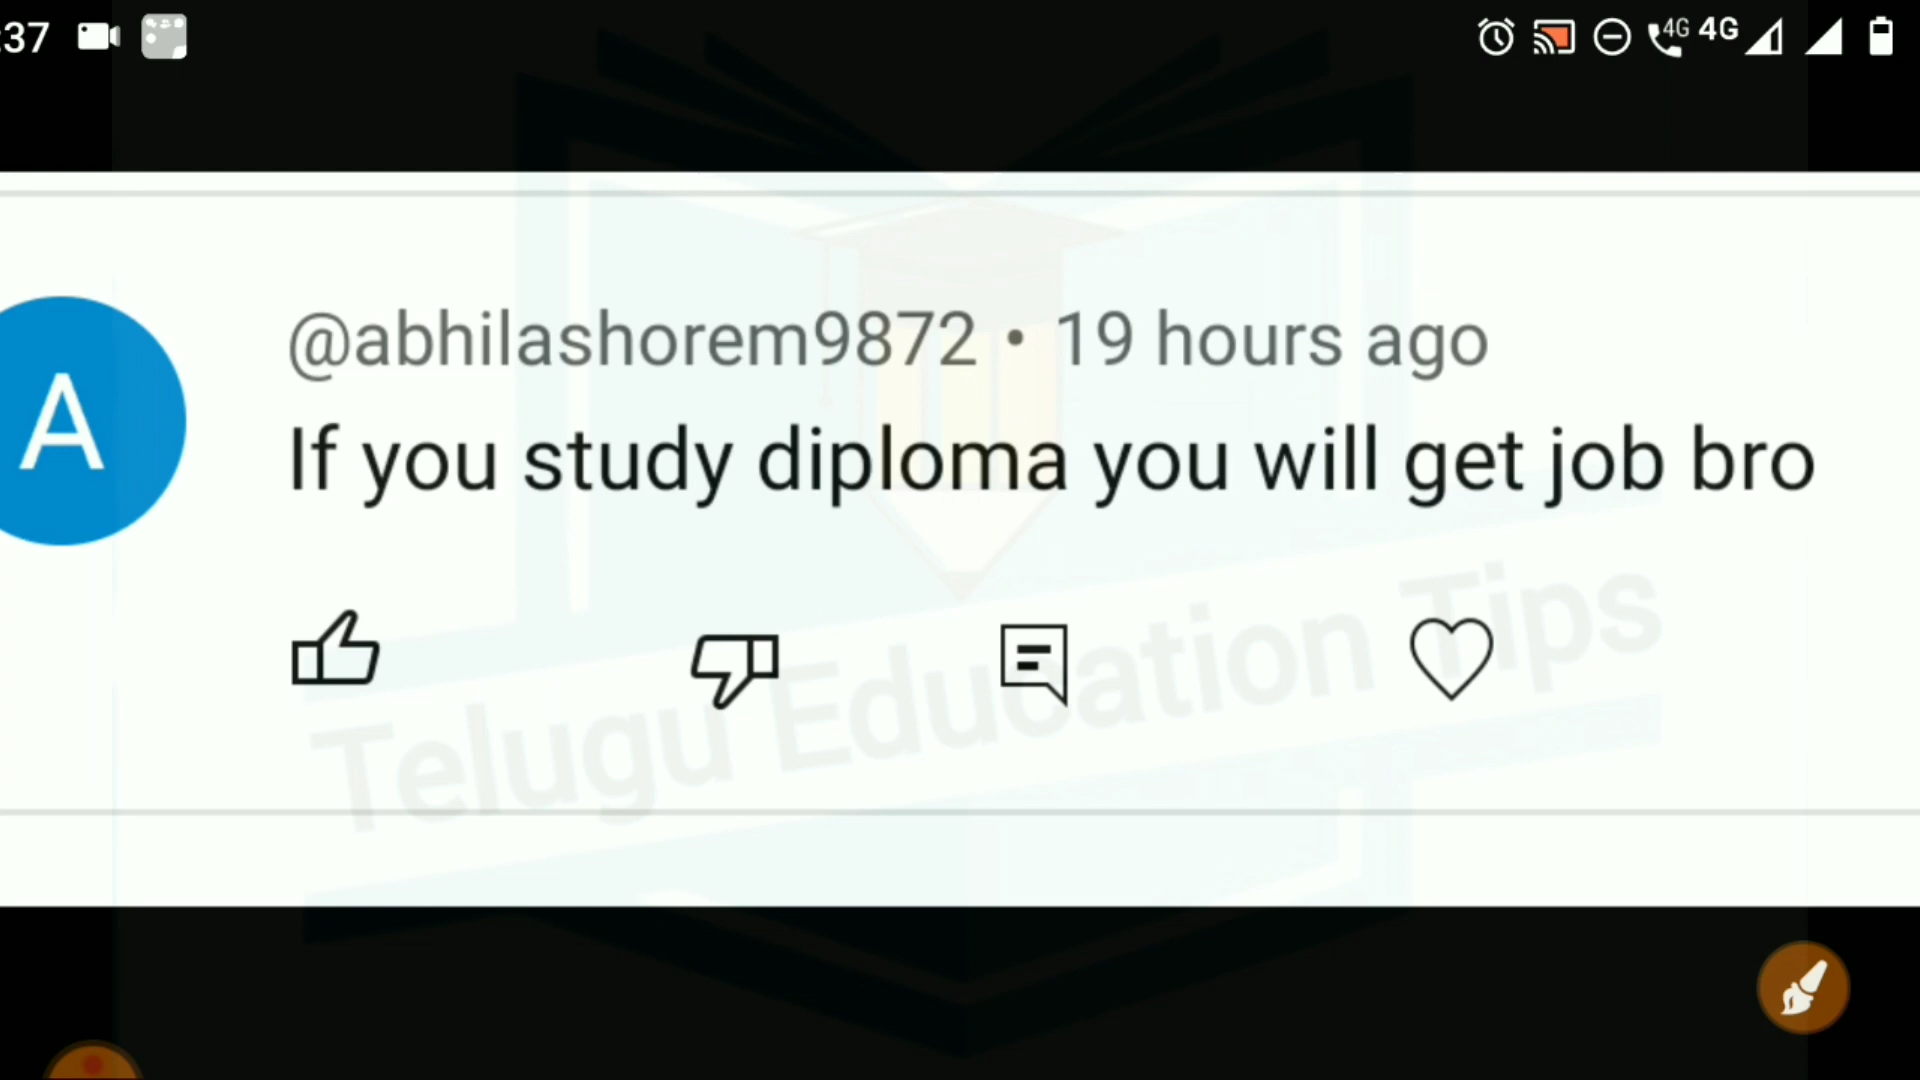 :37
4G 4G
A
@abhilashorem9872 • 19 hours ago
If you study diploma you will get job bro
Telugu Education Tips